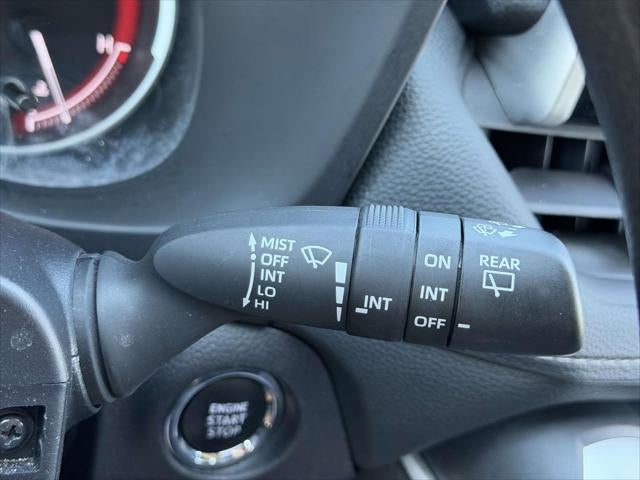 H
MIST
OFF
INT
LO
HI
INT
ON
INT
OFF
REAR
ENGINE
START
STOP